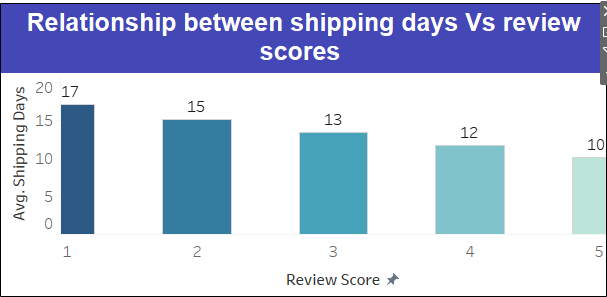 Relationship between shipping days Vs review
scores
Avg. Shipping Days
20
15
10
5
0
17
15
13
12
10
1 2 3 4 5
Review Score